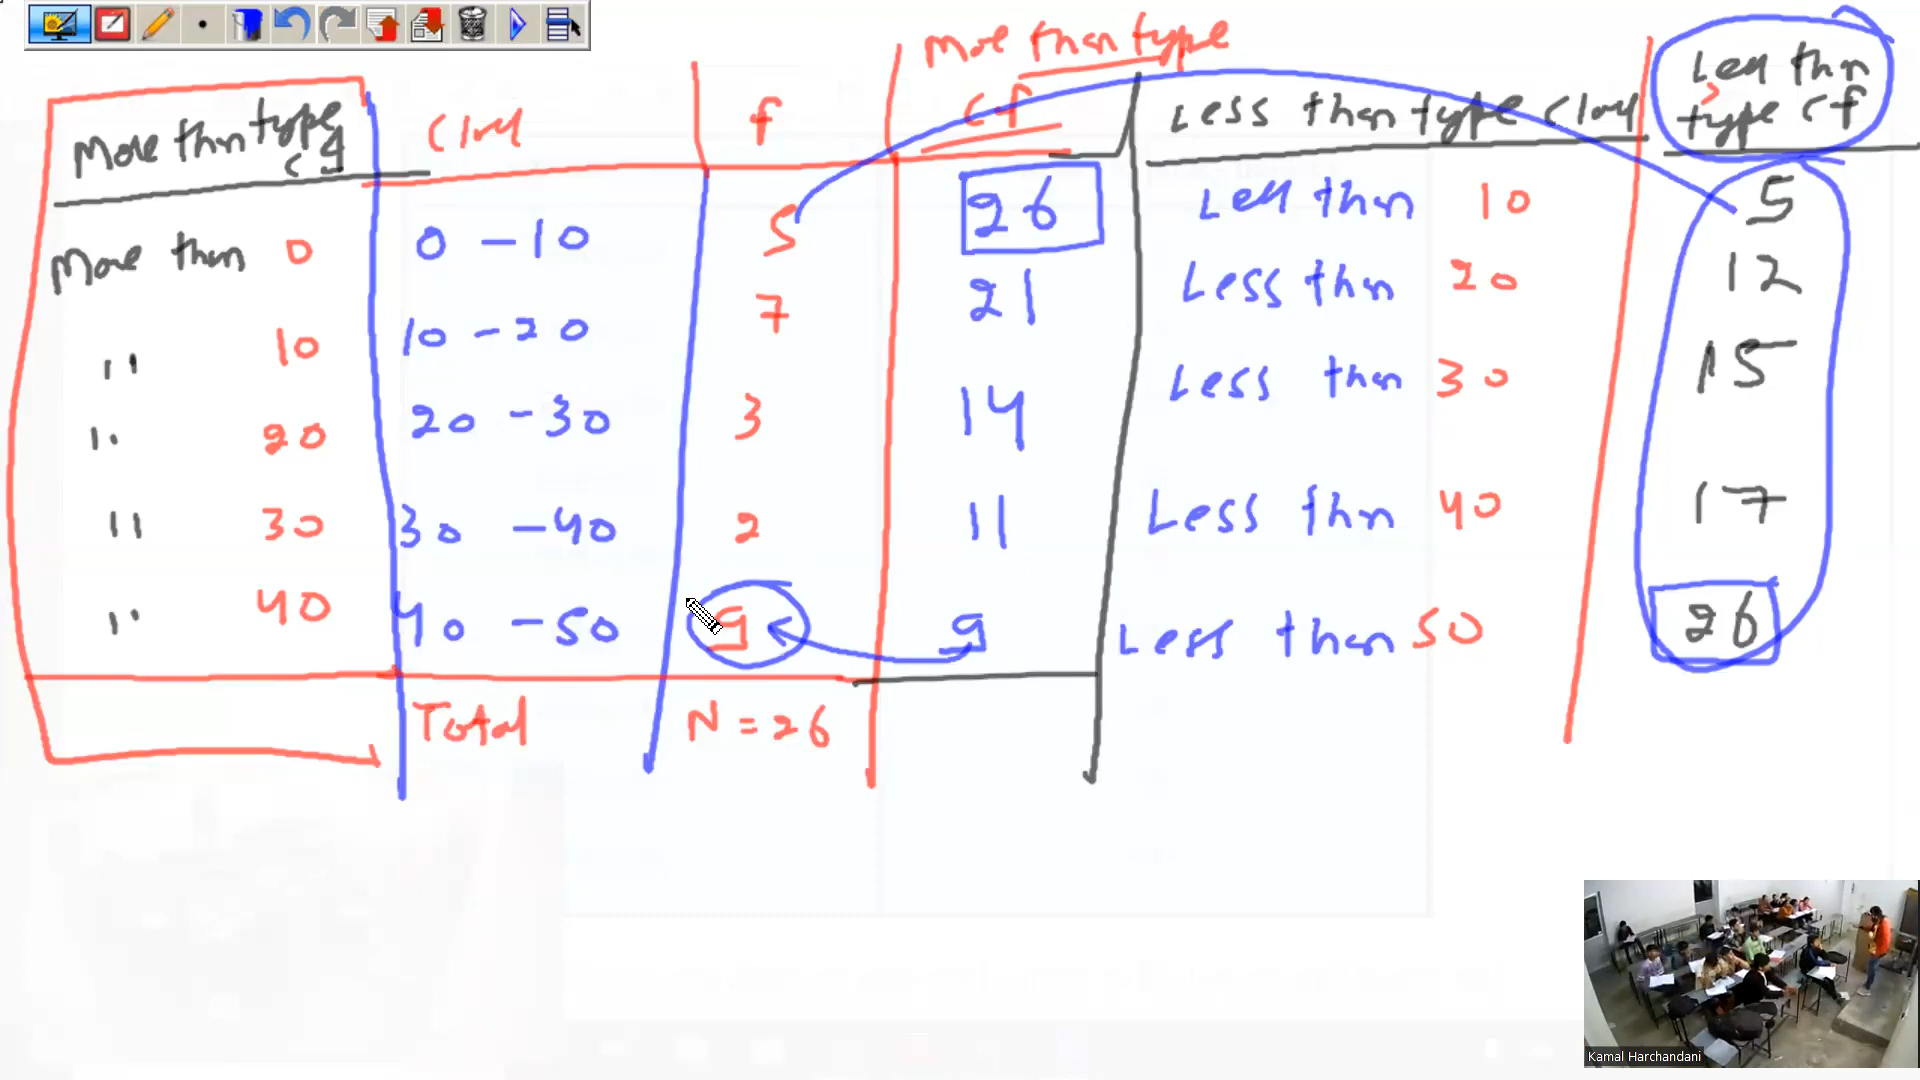 More than type
Less than
More than type CI
Class
f
cf
Less than type Class
type cf
More than 0
0 - 10
5
26
Less than 10
5
" 10
10 - 20
7
21
Less than 20
12
" 20
20 - 30
3
14
Less than 30
15
" 30
30 - 40
2
11
Less than 40
17
" 40
40 - 50
9
9
Less than 50
26
Total
N = 26
Kamal Harchandani